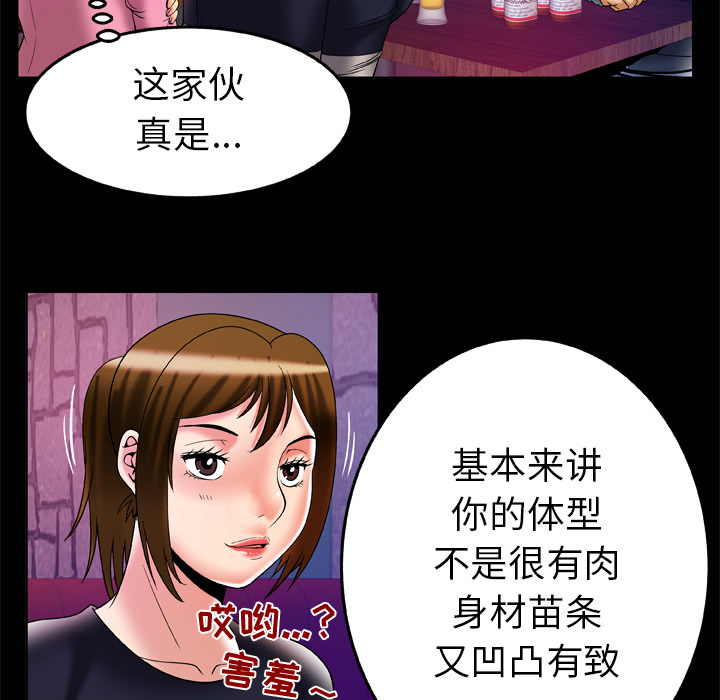 这家伙
真是...
基本来讲
你的体型
不是很有肉
身材苗条
又凹凸有致
哎哟...?
害羞~